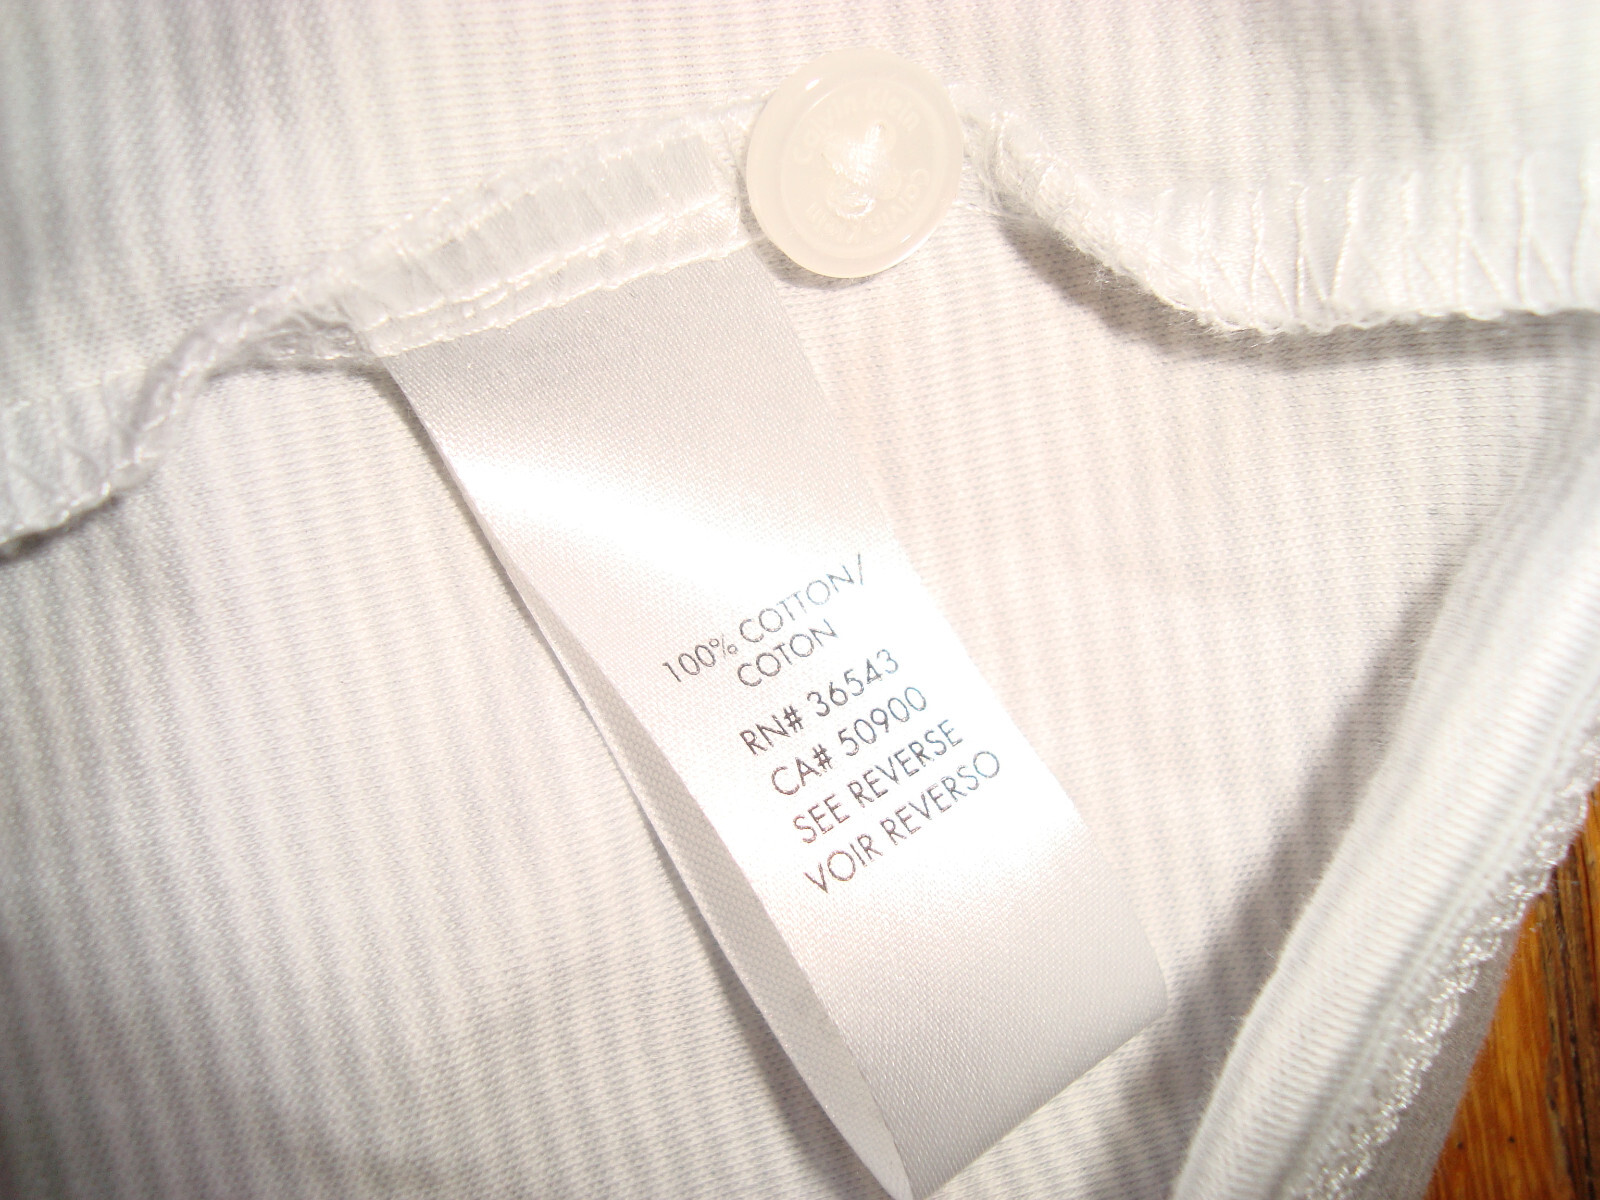 100% COTTON/
COTON
RN# 36543
CA# 50900
SEE REVERSE
VOIR REVERSO